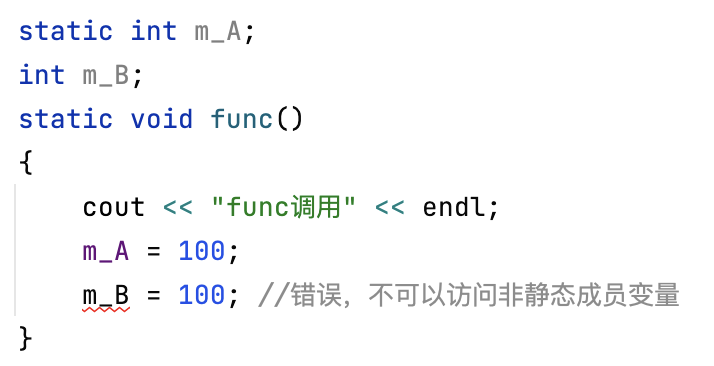 static int m_A;
int m_B;
static void func()
{
    cout << "func调用" << endl;
    m_A = 100;
    m_B = 100; //错误，不可以访问非静态成员变量
}